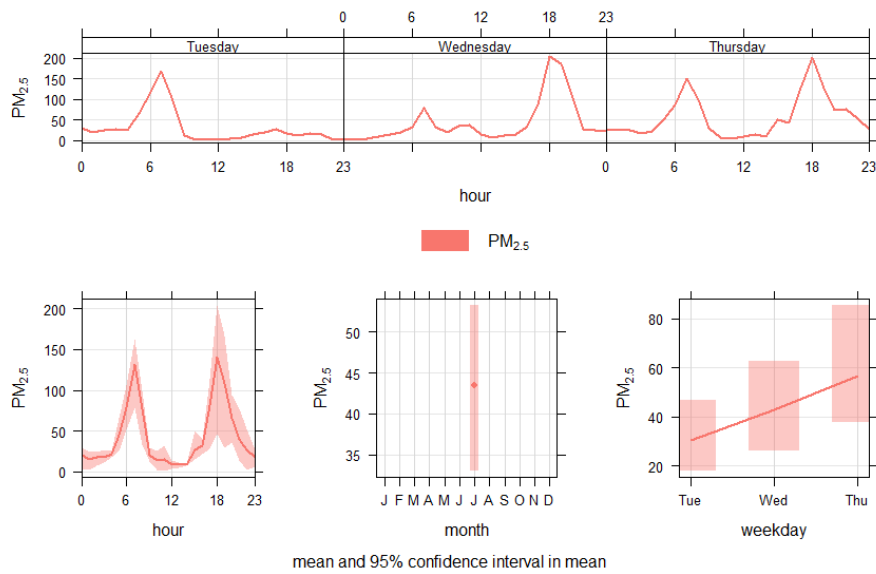 0 6 12 18 23
Tuesday Wednesday Thursday
PM2.5
200
150
100
50
0
0 6 12 18 23 0 6 12 18 23
hour
PM2.5
PM2.5
200
150
100
50
0
0 6 12 18 23
hour
PM2.5
50
45
40
35
J F M A M J J A S O N D
month
PM2.5
80
60
40
20
Tue Wed Thu
weekday
mean and 95% confidence interval in mean